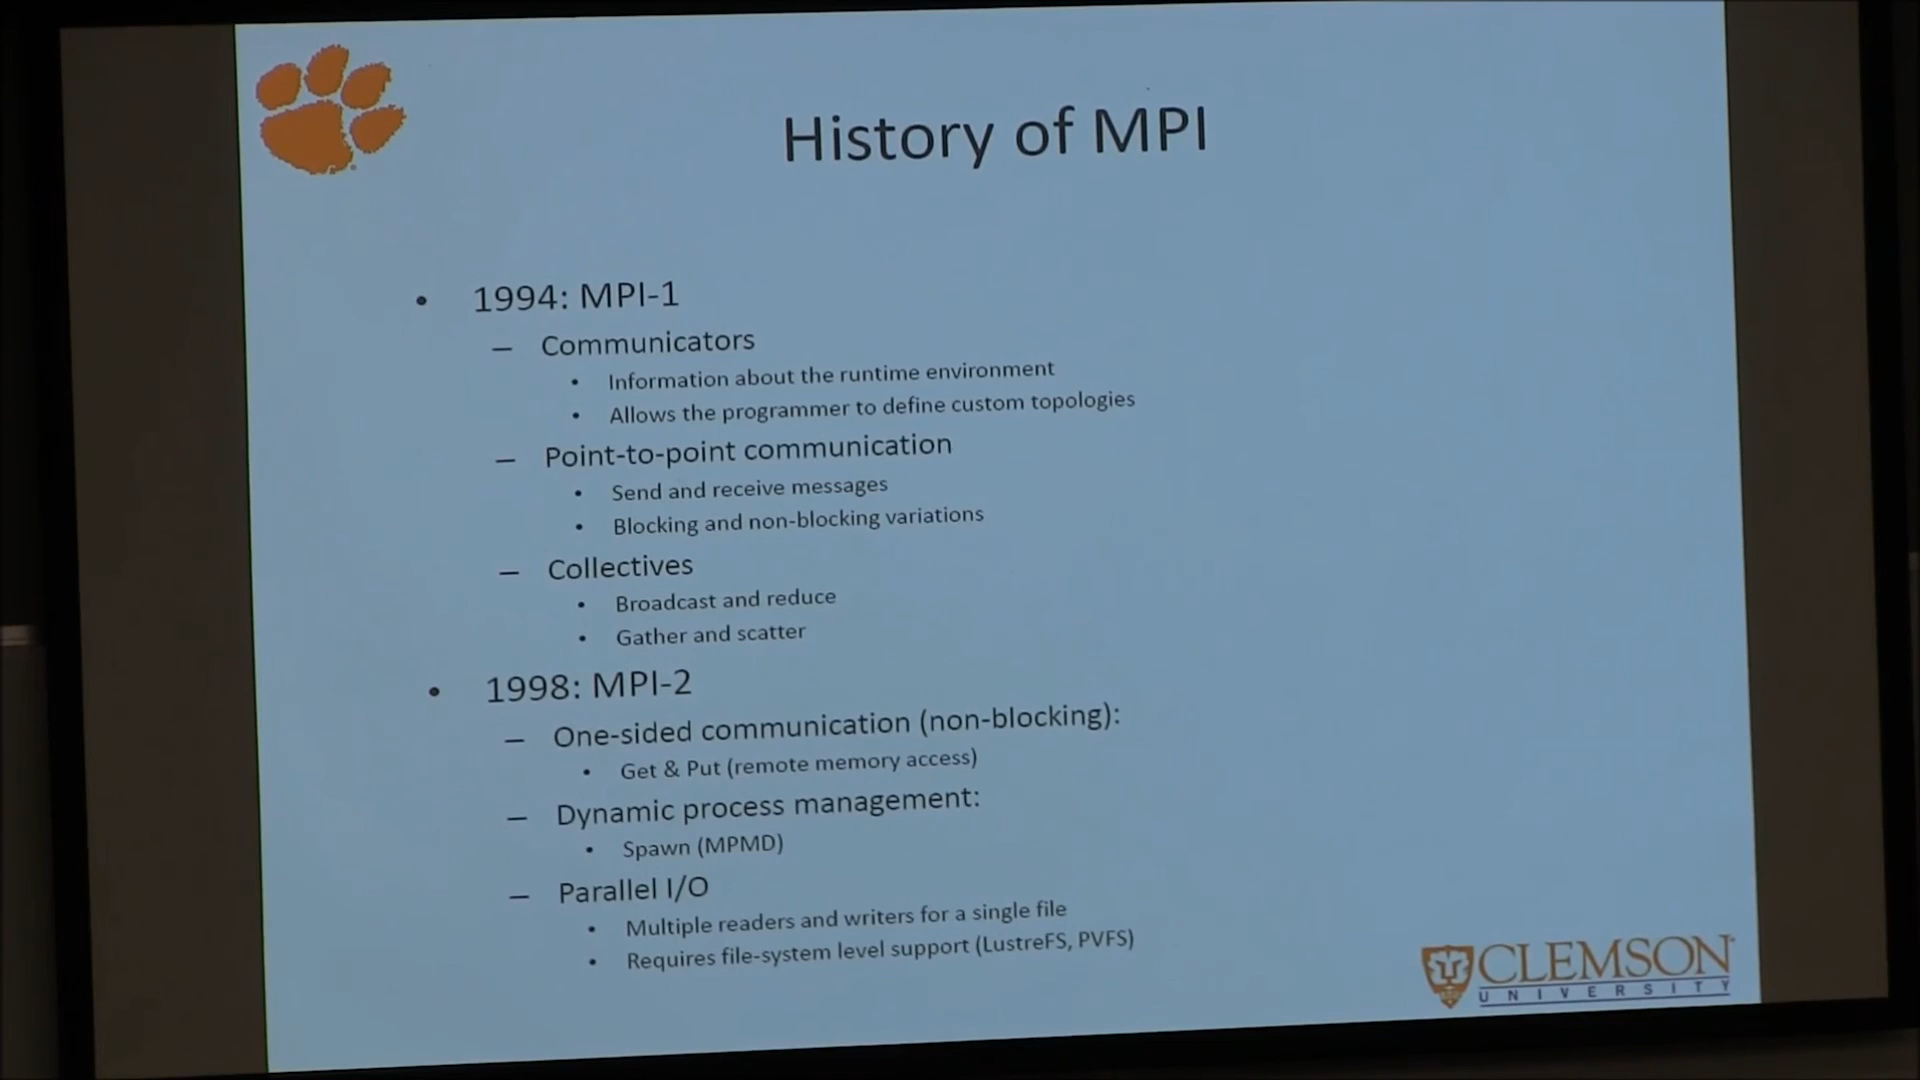 History of MPI
• 1994: MPI-1
– Communicators
• Information about the runtime environment
• Allows the programmer to define custom topologies
– Point-to-point communication
• Send and receive messages
• Blocking and non-blocking variations
– Collectives
• Broadcast and reduce
• Gather and scatter
• 1998: MPI-2
– One-sided communication (non-blocking):
• Get & Put (remote memory access)
– Dynamic process management:
• Spawn (MPMD)
– Parallel I/O
• Multiple readers and writers for a single file
• Requires file-system level support (LustreFS, PVFS)
CLEMSON
UNIVERSITY